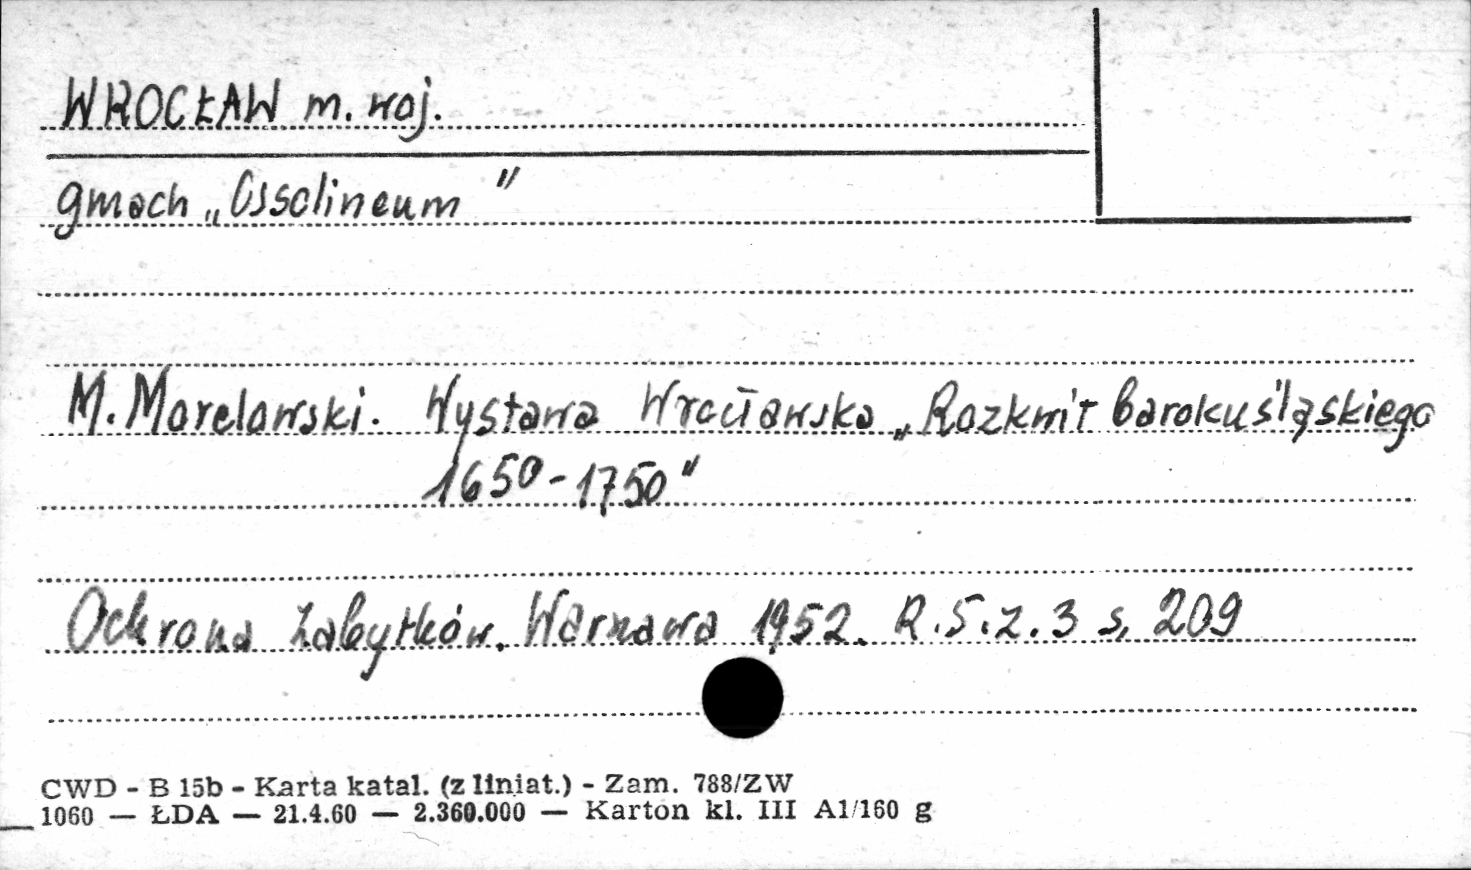 WROCŁAW m. woj.
gmach „Ossolineum"
M. Morelowski. Wystawa Wrocławska „Rozkwit baroku śląskiego
1650-1750"
Ochrona Zabytków. Warszawa 1952. R.5.z.3 s. 209
CWD - B 15b - Karta katal. (z liniat.) - Zam. 788/ZW
1060 — ŁDA — 21.4.60 — 2.360.000 — Karton kl. III A1/160 g